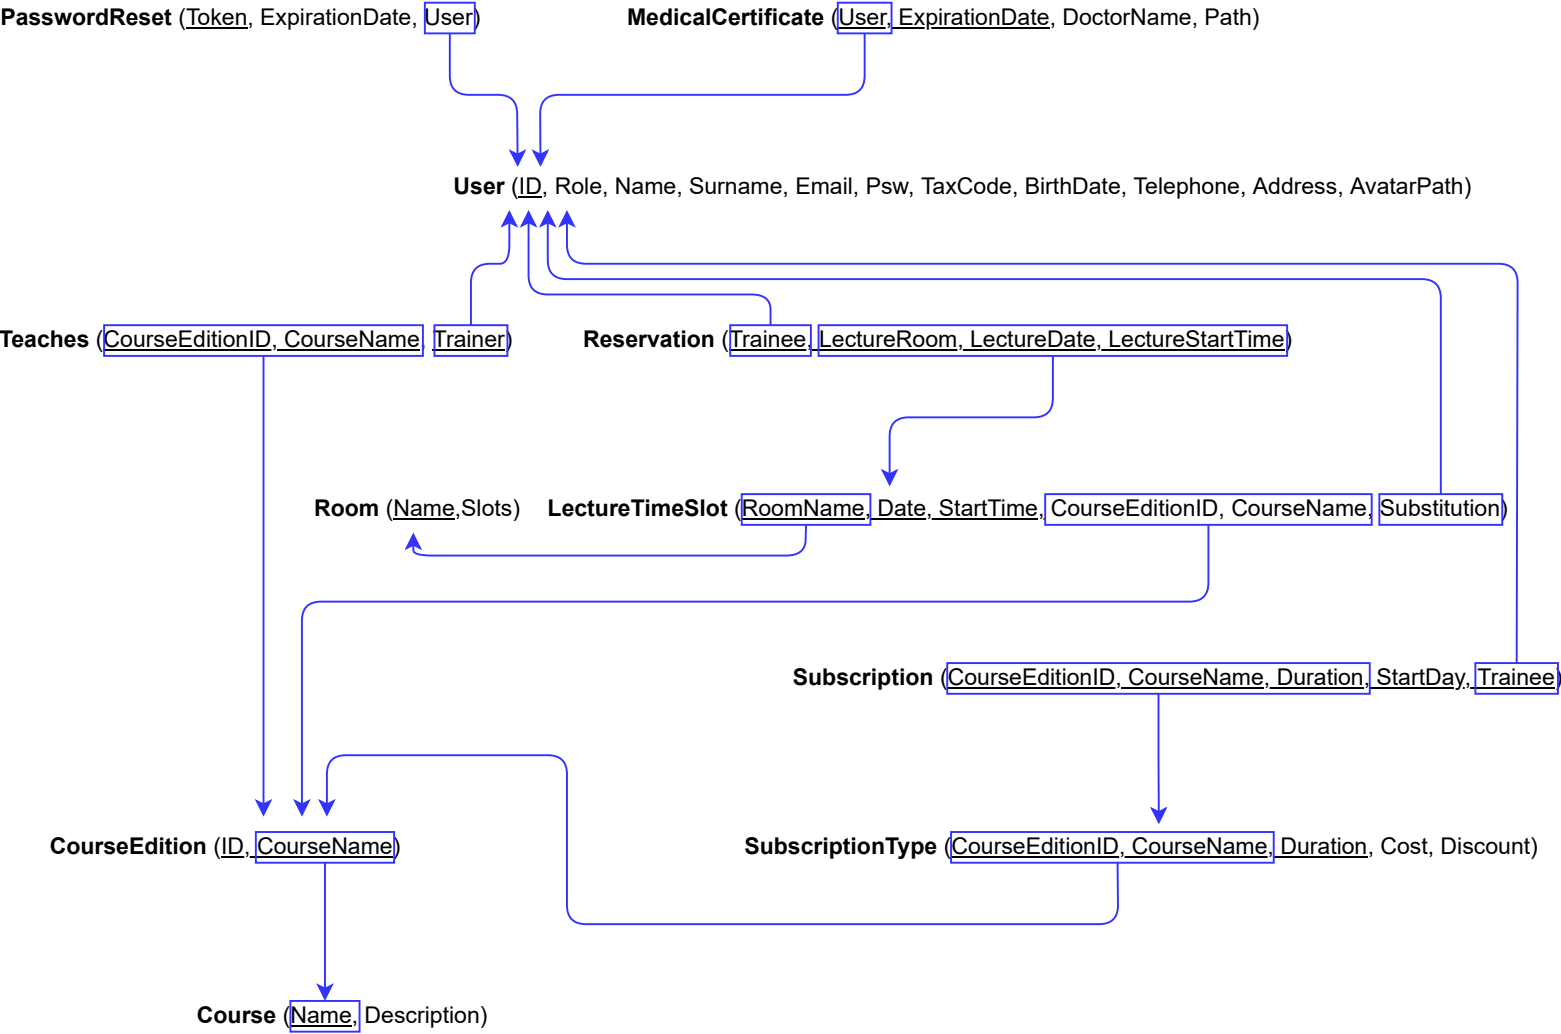 PasswordReset (Token, ExpirationDate, User)
MedicalCertificate (User, ExpirationDate, DoctorName, Path)
User (ID, Role, Name, Surname, Email, Psw, TaxCode, BirthDate, Telephone, Address, AvatarPath)
Teaches (CourseEditionID, CourseName, Trainer)
Reservation (Trainee, LectureRoom, LectureDate, LectureStartTime)
Room (Name,Slots)
LectureTimeSlot (RoomName, Date, StartTime, CourseEditionID, CourseName, Substitution)
Subscription (CourseEditionID, CourseName, Duration, StartDay, Trainee)
CourseEdition (ID, CourseName)
SubscriptionType (CourseEditionID, CourseName, Duration, Cost, Discount)
Course (Name, Description)